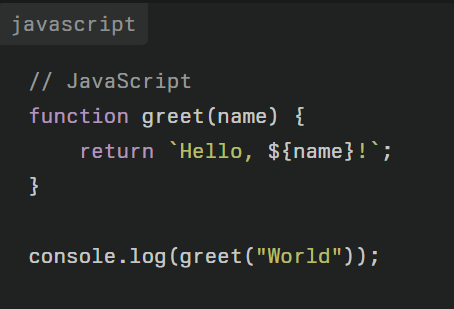 javascript
// JavaScript
function greet(name) {
    return `Hello, ${name}!`;
}
console.log(greet("World"));